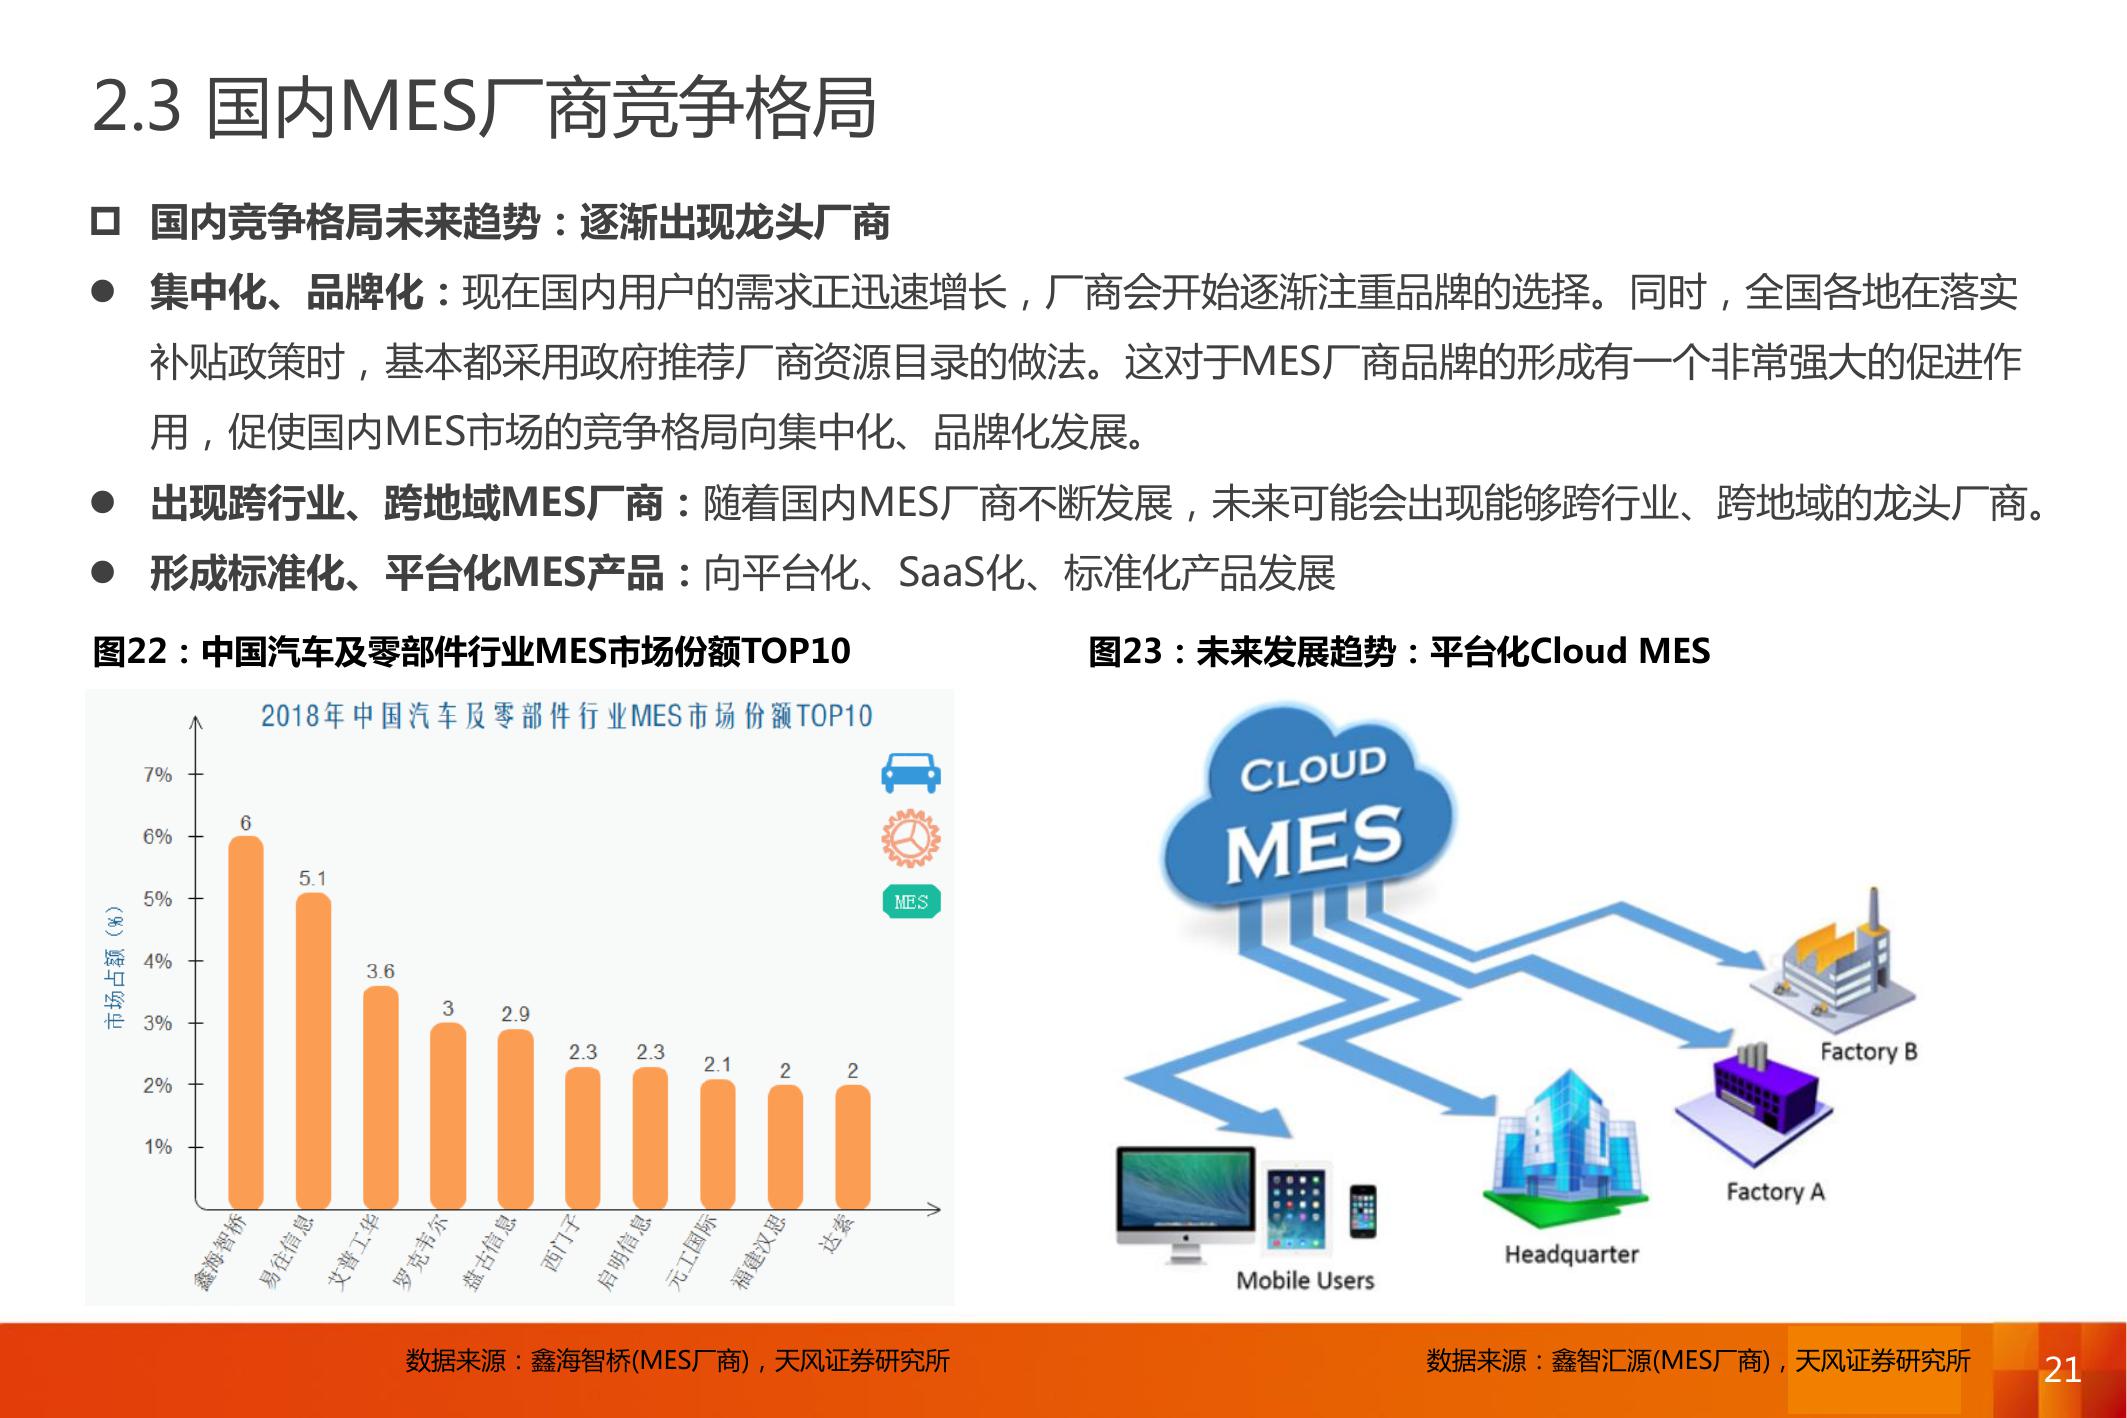 2.3 国内MES厂商竞争格局
国内竞争格局未来趋势：逐渐出现龙头厂商
集中化、品牌化：现在国内用户的需求正迅速增长，厂商会开始逐渐注重品牌的选择。同时，全国各地在落实
补贴政策时，基本都采用政府推荐厂商资源目录的做法。这对于MES厂商品牌的形成有一个非常强大的促进作
用，促使国内MES市场的竞争格局向集中化、品牌化发展。
出现跨行业、跨地域MES厂商：随着国内MES厂商不断发展，未来可能会出现能够跨行业、跨地域的龙头厂商。
形成标准化、平台化MES产品：向平台化、SaaS化、标准化产品发展
图22：中国汽车及零部件行业MES市场份额TOP10
2018年中国汽车及零部件行业MES市场份额TOP10
市场占额（%）
7%
6%
5%
4%
3%
2%
1%
6
5.1
3.6
3
2.9
2.3
2.3
2.1
2
2
MES
鑫海智桥
易往信息
艾普工华
罗克韦尔
盘古信息
西门子
启明信息
元工国际
福建汉思
达索
图23：未来发展趋势：平台化Cloud MES
CLOUD
MES
Factory B
Factory A
Headquarter
Mobile Users
数据来源：鑫海智桥(MES厂商)，天风证券研究所
数据来源：鑫智汇源(MES厂商)，天风证券研究所
21